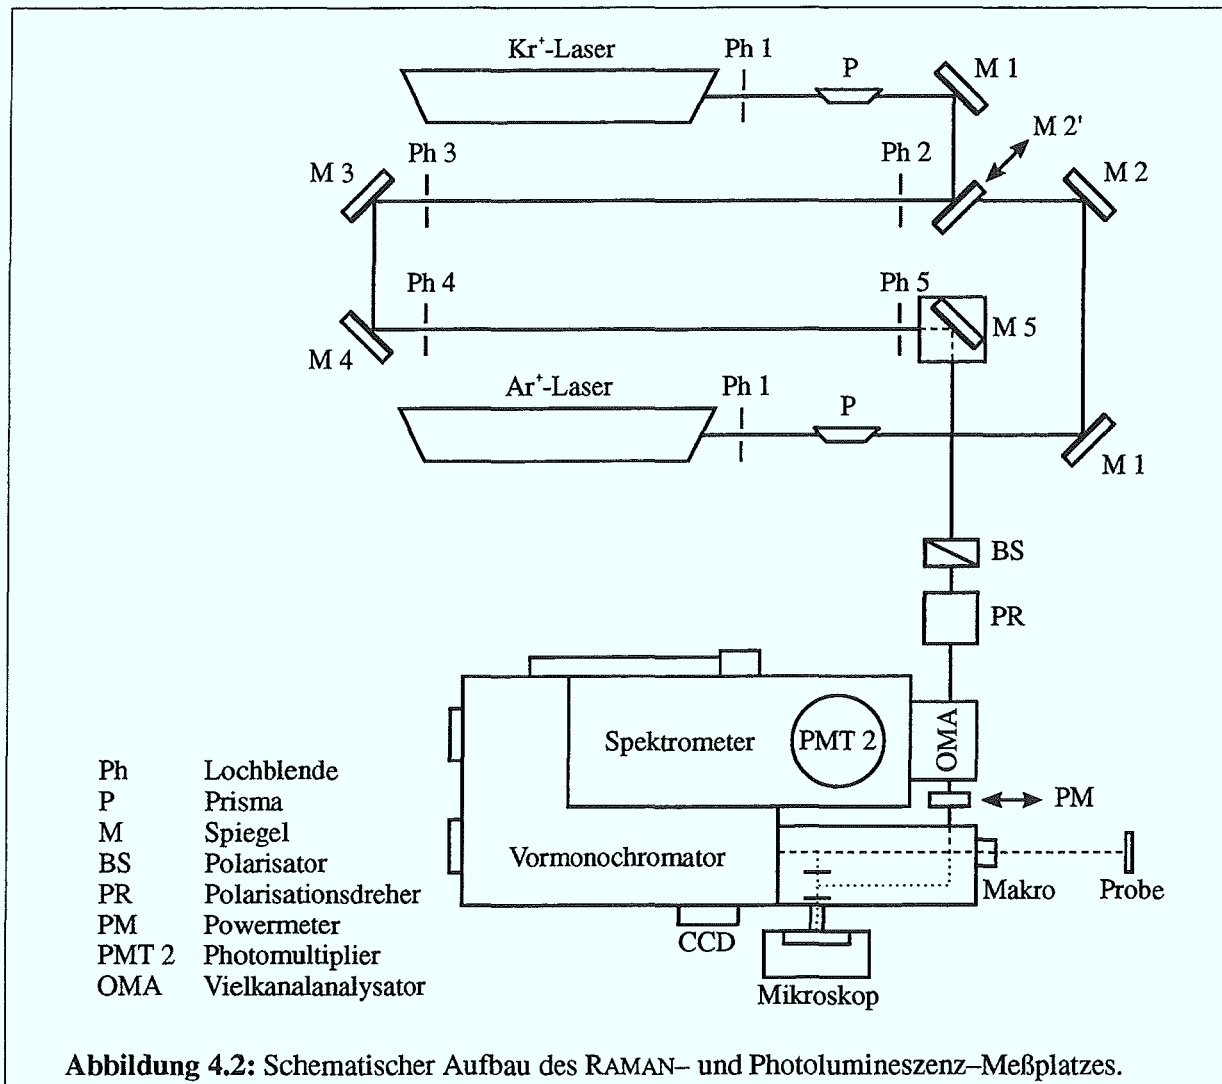 Kr⁺-Laser
Ph 1
P
M 1
M 2'
M 3
Ph 3
Ph 2
M 2
Ph 4
Ph 5
M 5
M 4
Ar⁺-Laser
Ph 1
P
M 1
BS
PR
Spektrometer
PMT 2
OMA
PM
Vormonochromator
Makro
Probe
CCD
Mikroskop
Ph Lochblende
P Prisma
M Spiegel
BS Polarisator
PR Polarisationsdreher
PM Powermeter
PMT 2 Photomultiplier
OMA Vielkanalanalysator
Abbildung 4.2: Schematischer Aufbau des RAMAN– und Photolumineszenz–Meßplatzes.